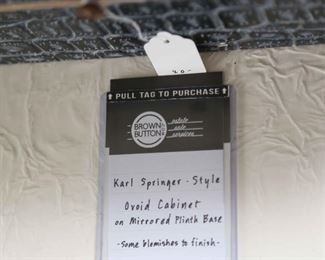 PULL TAG TO PURCHASE
BROWN
BUTTON
estate
sale
services
Karl Springer - Style
Ovoid Cabinet
on Mirrored Plinth Base
- Some blemishes to finish -